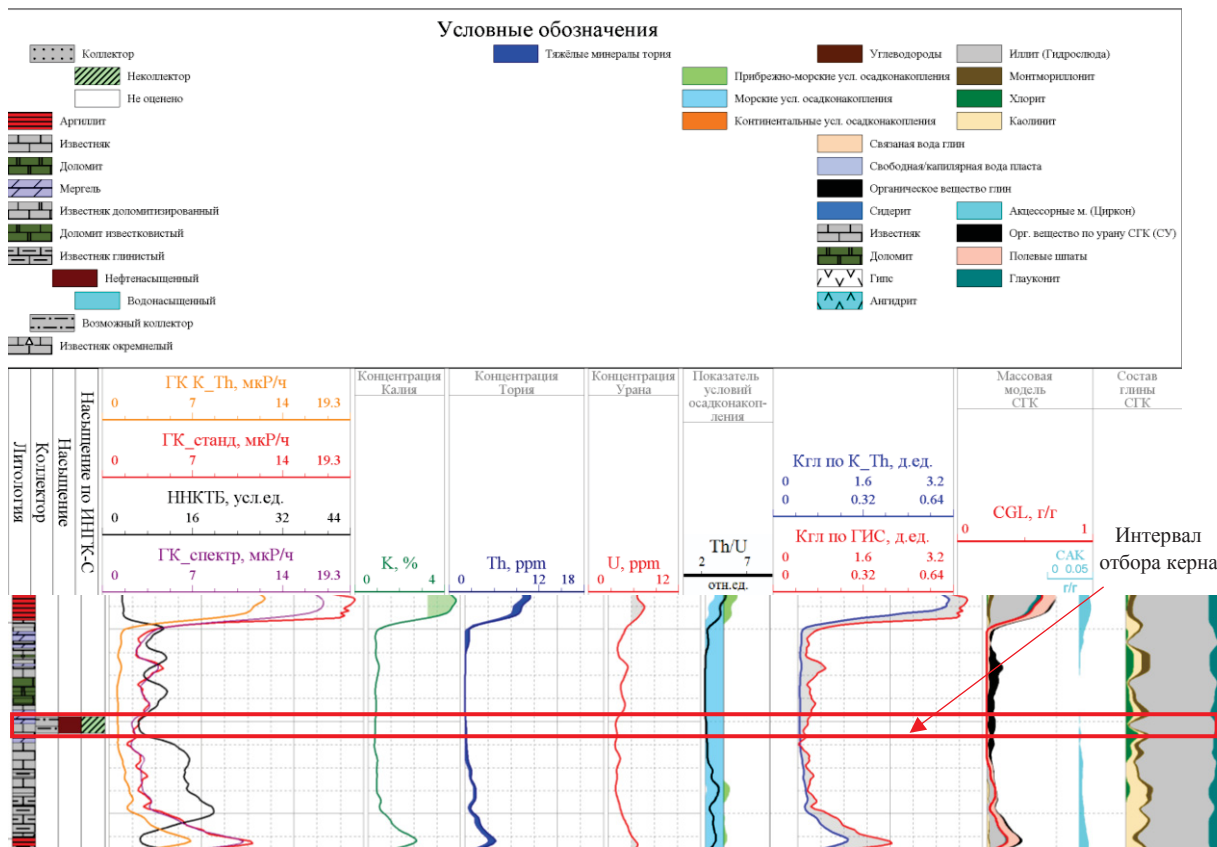 Условные обозначения
Коллектор
Неколлектор
Не оценено
Аргиллит
Известняк
Доломит
Мергель
Известняк доломитизированный
Доломит известковистый
Известняк глинистый
Нефтенасыщенный
Водонасыщенный
Возможный коллектор
Известняк окремнелый
Тяжёлые минералы тория
Прибрежно-морские усл. осадконакопления
Морские усл. осадконакопления
Континентальные усл. осадконакопления
Углеводороды
Связаная вода глин
Свободная/капилярная вода пласта
Органическое вещество глин
Сидерит
Известняк
Доломит
Гипс
Ангидрит
Иллит (Гидрослюда)
Монтмориллонит
Хлорит
Каолинит
Акцессорные м. (Циркон)
Орг. вещество по урану СГК (СУ)
Полевые шпаты
Глауконит
Литология
Коллектор
Насыщение
Насыщение по ИНГК-С
ГК K_Th, мкР/ч
0 7 14 19.3
ГК_станд, мкР/ч
0 7 14 19.3
ННКТБ, усл.ед.
0 16 32 44
ГК_спектр, мкР/ч
0 7 14 19.3
Концентрация
Калия
K, %
0 4
Концентрация
Тория
Th, ppm
0 12 18
Концентрация
Урана
U, ppm
0 12
Показатель
условий
осадконакоп-
ления
Th/U
2 7
отн.ед.
Кгл по K_Th, д.ед.
0 1.6 3.2
0 0.32 0.64
Кгл по ГИС, д.ед.
0 1.6 3.2
0 0.32 0.64
Массовая
модель
СГК
CGL, г/г
0 1
САК
0 0.05
г/г
Состав
глины
СГК
Интервал
отбора керна